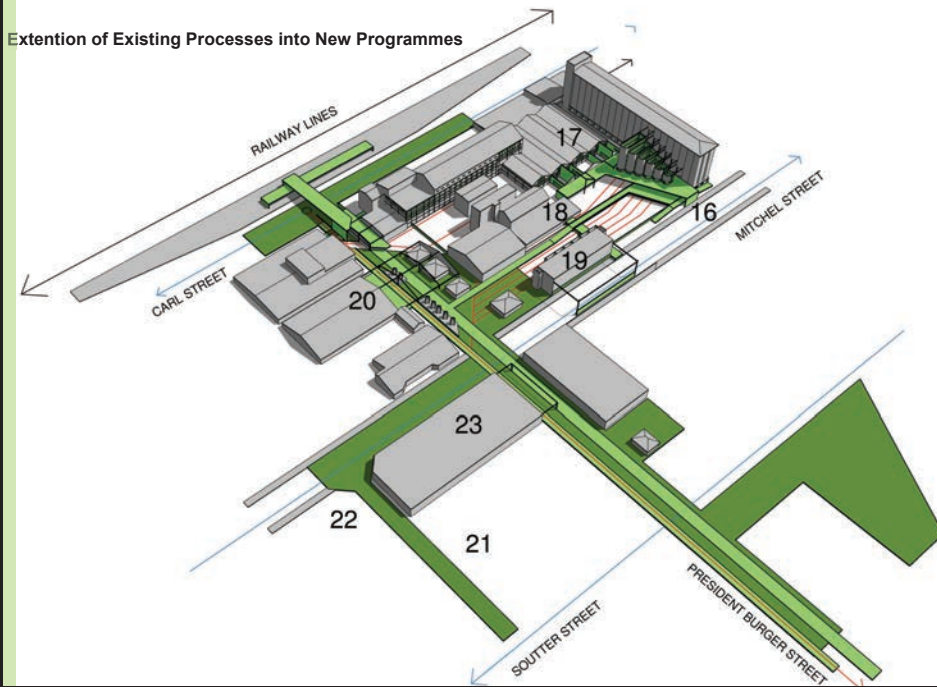 Extention of Existing Processes into New Programmes
RAILWAY LINES
17
MITCHEL STREET
16
18
19
CARL STREET
20
23
22
21
PRESIDENT BURGER STREET
SOUTTER STREET